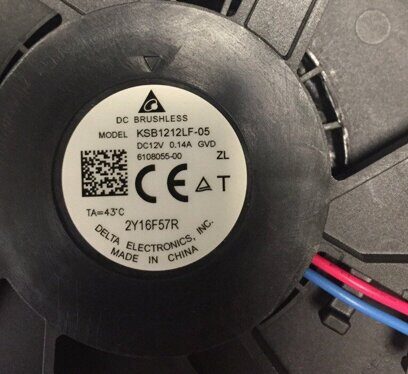 DC BRUSHLESS
MODEL KSB1212LF-05
DC12V 0.14A GVD
6108055-00 ZL
CE T
TA=43°C
2Y16F57R
DELTA ELECTRONICS, INC.
MADE IN CHINA